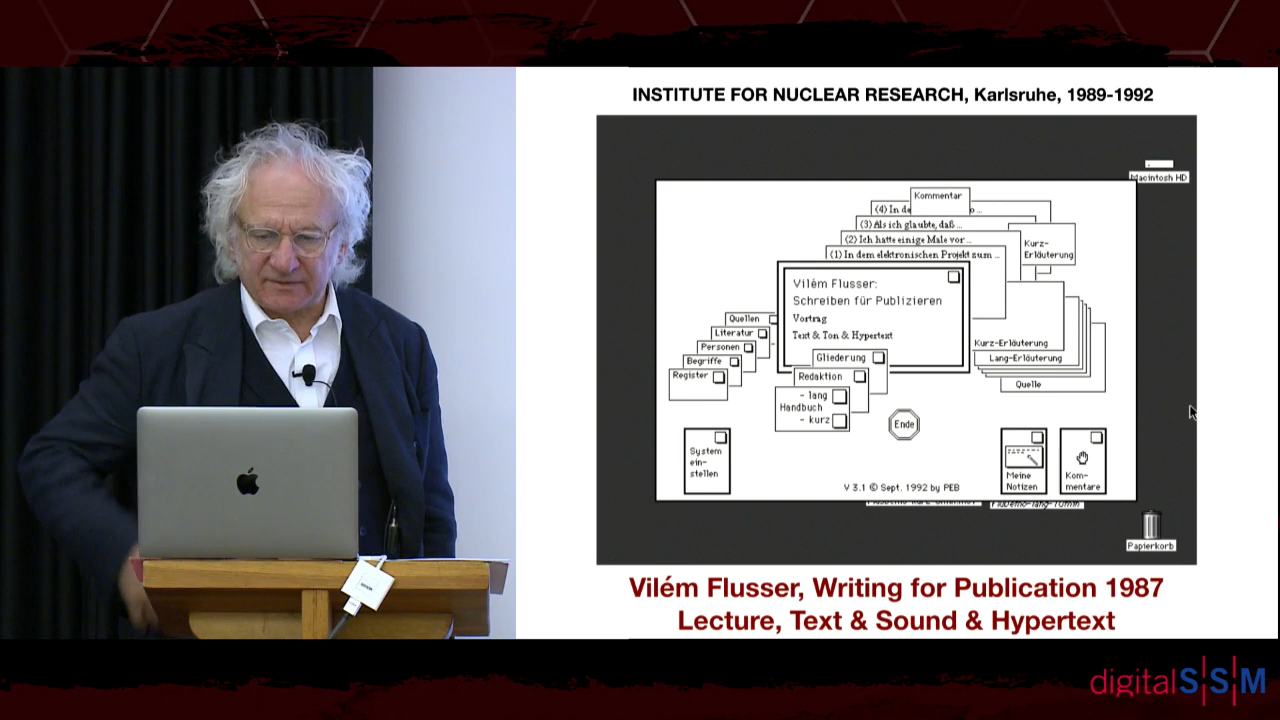 INSTITUTE FOR NUCLEAR RESEARCH, Karlsruhe, 1989-1992
Macintosh HD
Kommentar
(4) In de
o ...
(3) Als ich glaubte, daß ...
(2) Ich hatte einige Male vor ...
(1) In dem elektronischen Projekt zum ...
Kurz-
Erläuterung
Vilém Flusser:
Schreiben für Publizieren
Vortrag
Text & Ton & Hypertext
Quellen
Literatur
Personen
Begriffe
Register
Kurz-Erläuterung
Lang-Erläuterung
Quelle
Gliederung
Redaktion
- lang
Handbuch
- kurz
Ende
System
ein-
stellen
Meine
Notizen
Kom-
mentare
V 3.1 © Sept. 1992 by PEB
Papierkorb
Vilém Flusser, Writing for Publication 1987
Lecture, Text & Sound & Hypertext
digitalS|S|M